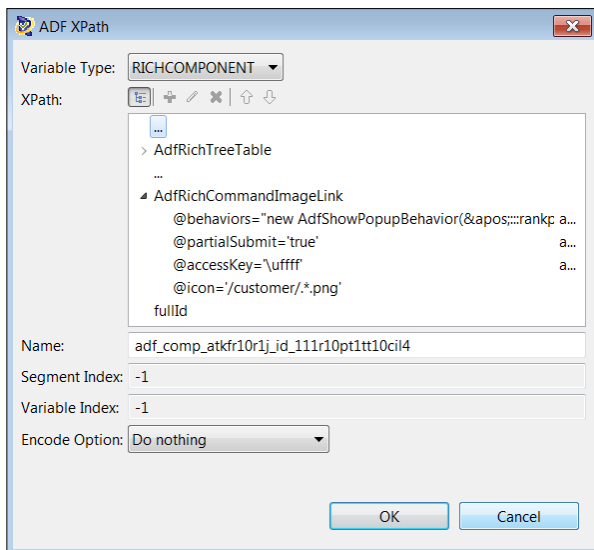 ADF XPath
Variable Type: RICHCOMPONENT
XPath:
...
AdfRichTreeTable
...
AdfRichCommandImageLink
@behaviors="new AdfShowPopupBehavior(&apos;::::rankp a...
@partialSubmit='true' a...
@accessKey='\uffff' a...
@icon='/customer/.*.png'
fullId
Name: adf_comp_atkfr10r1j_id_111r10pt1tt10cil4
Segment Index: -1
Variable Index: -1
Encode Option: Do nothing
OK Cancel